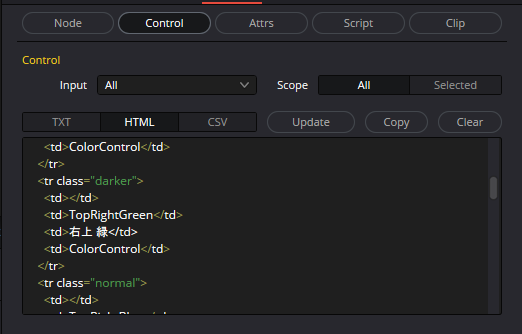 Node Control Attrs Script Clip
Control
Input All Scope All Selected
TXT HTML CSV Update Copy Clear
<td>ColorControl</td>
</tr>
<tr class="darker">
<td></td>
<td>TopRightGreen</td>
<td>右上 緑</td>
<td>ColorControl</td>
</tr>
<tr class="normal">
<td></td>